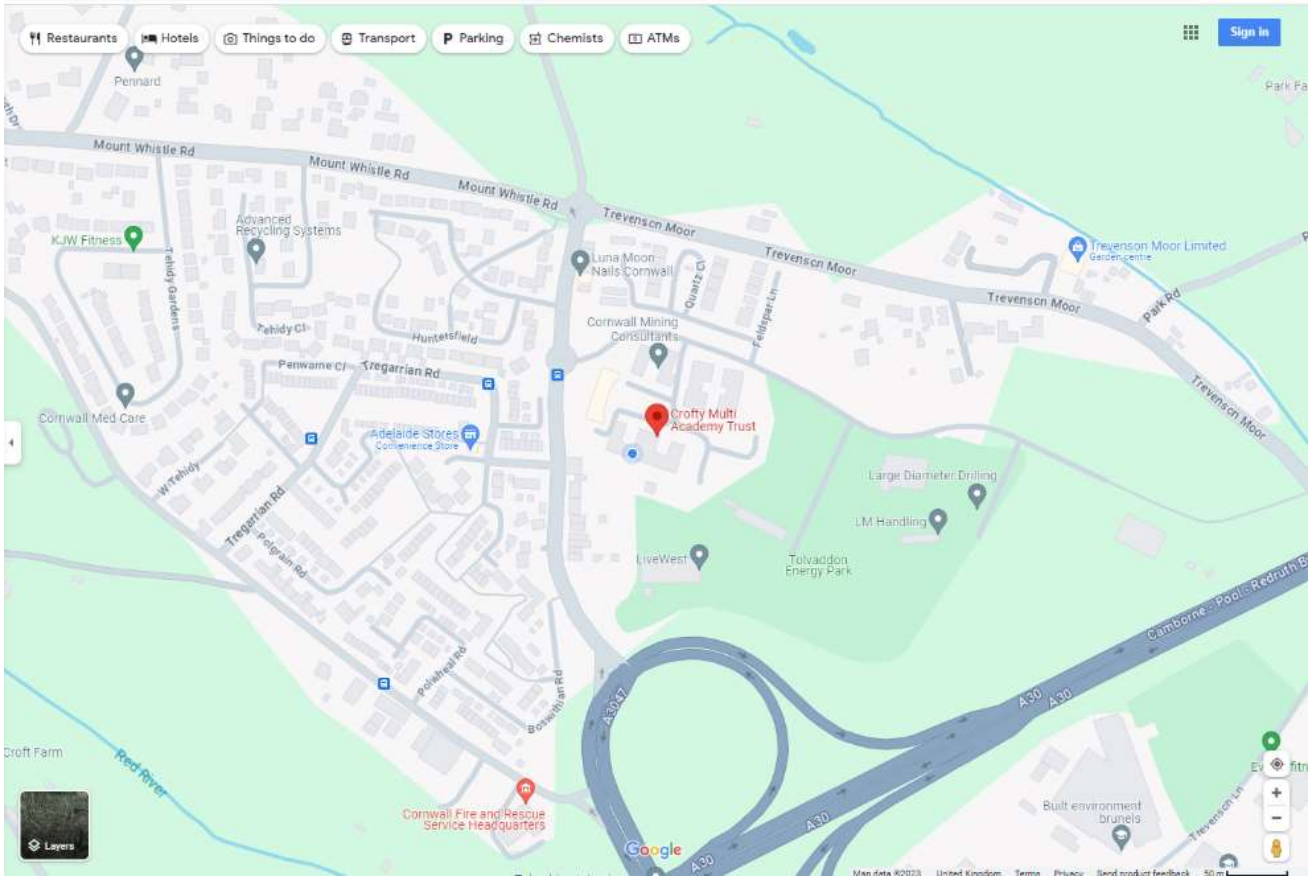 Restaurants
Hotels
Things to do
Transport
Parking
Chemists
ATMs
Sign in
Pennard
Park Fa
Mount Whistle Rd
Mount Whistle Rd
Mount Whistle Rd
Trevenson Moor
Trevenson Moor
Trevenson Moor
Trevenson Moor
Advanced
Recycling Systems
KJW Fitness
Tehidy Gardens
Luna Moon
Nails Cornwall
Quartz Cl
Feldspar Ln
Trevenson Moor Limited
Garden centre
Park Rd
Tehidy Cl
Huntersfield
Cornwall Mining
Consultants
Penwarne Cl
Tregarrian Rd
Cornwall Med Care
Crofty Multi
Academy Trust
Adelaide Stores
Convenience Store
W Tehidy
Tregarrian Rd
Polgrain Rd
Large Diameter Drilling
LM Handling
LiveWest
Tolvaddon
Energy Park
Camborne - Pool - Redruth B
Polwheal Rd
Boswithian Rd
A3047
A30
A30
Croft Farm
Red River
Cornwall Fire and Rescue
Service Headquarters
Layers
Google
A30
A30
Built environment
brunels
Trevenson Ln
Map data ©2023 United Kingdom Terms Privacy Send product feedback 50 m